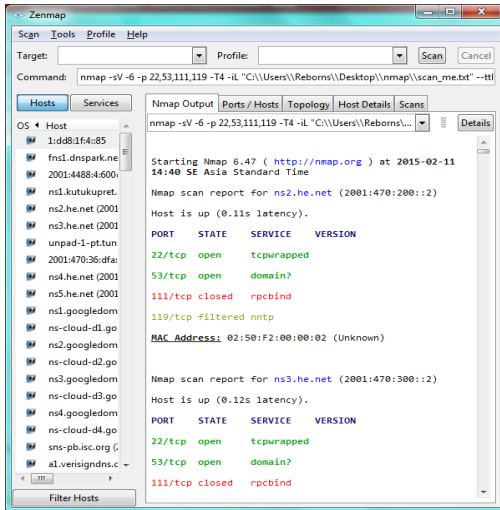 Zenmap
Scan Tools Profile Help
Target: Profile: Scan Cancel
Command: nmap -sV -6 -p 22,53,111,119 -T4 -iL "C:\\Users\\Reborns\\Desktop\\nmap\\scan_me.txt" --ttl
Hosts Services
OS Host
1:dd8:1f4::85
fns1.dnspark.ne
2001:4488:4:600
ns1.kutukupret.
ns2.he.net (2001
ns3.he.net (2001
unpad-1-pt.tun
2001:470:36:dfa:
ns4.he.net (2001
ns5.he.net (2001
ns1.googledom
ns-cloud-d1.go
ns2.googledom
ns-cloud-d2.go
ns3.googledom
ns-cloud-d3.go
ns4.googledom
ns-cloud-d4.go
sns-pb.isc.org (
a1.verisigndns.c
Filter Hosts
Nmap Output Ports / Hosts Topology Host Details Scans
nmap -sV -6 -p 22,53,111,119 -T4 -iL "C:\\Users\\Reborns\\... Details
Starting Nmap 6.47 ( http://nmap.org ) at 2015-02-11
14:40 SE Asia Standard Time
Nmap scan report for ns2.he.net (2001:470:200::2)
Host is up (0.11s latency).
PORT STATE SERVICE VERSION
22/tcp open tcpwrapped
53/tcp open domain?
111/tcp closed rpcbind
119/tcp filtered nntp
MAC Address: 02:50:F2:00:00:02 (Unknown)
Nmap scan report for ns3.he.net (2001:470:300::2)
Host is up (0.12s latency).
PORT STATE SERVICE VERSION
22/tcp open tcpwrapped
53/tcp open domain?
111/tcp closed rpcbind